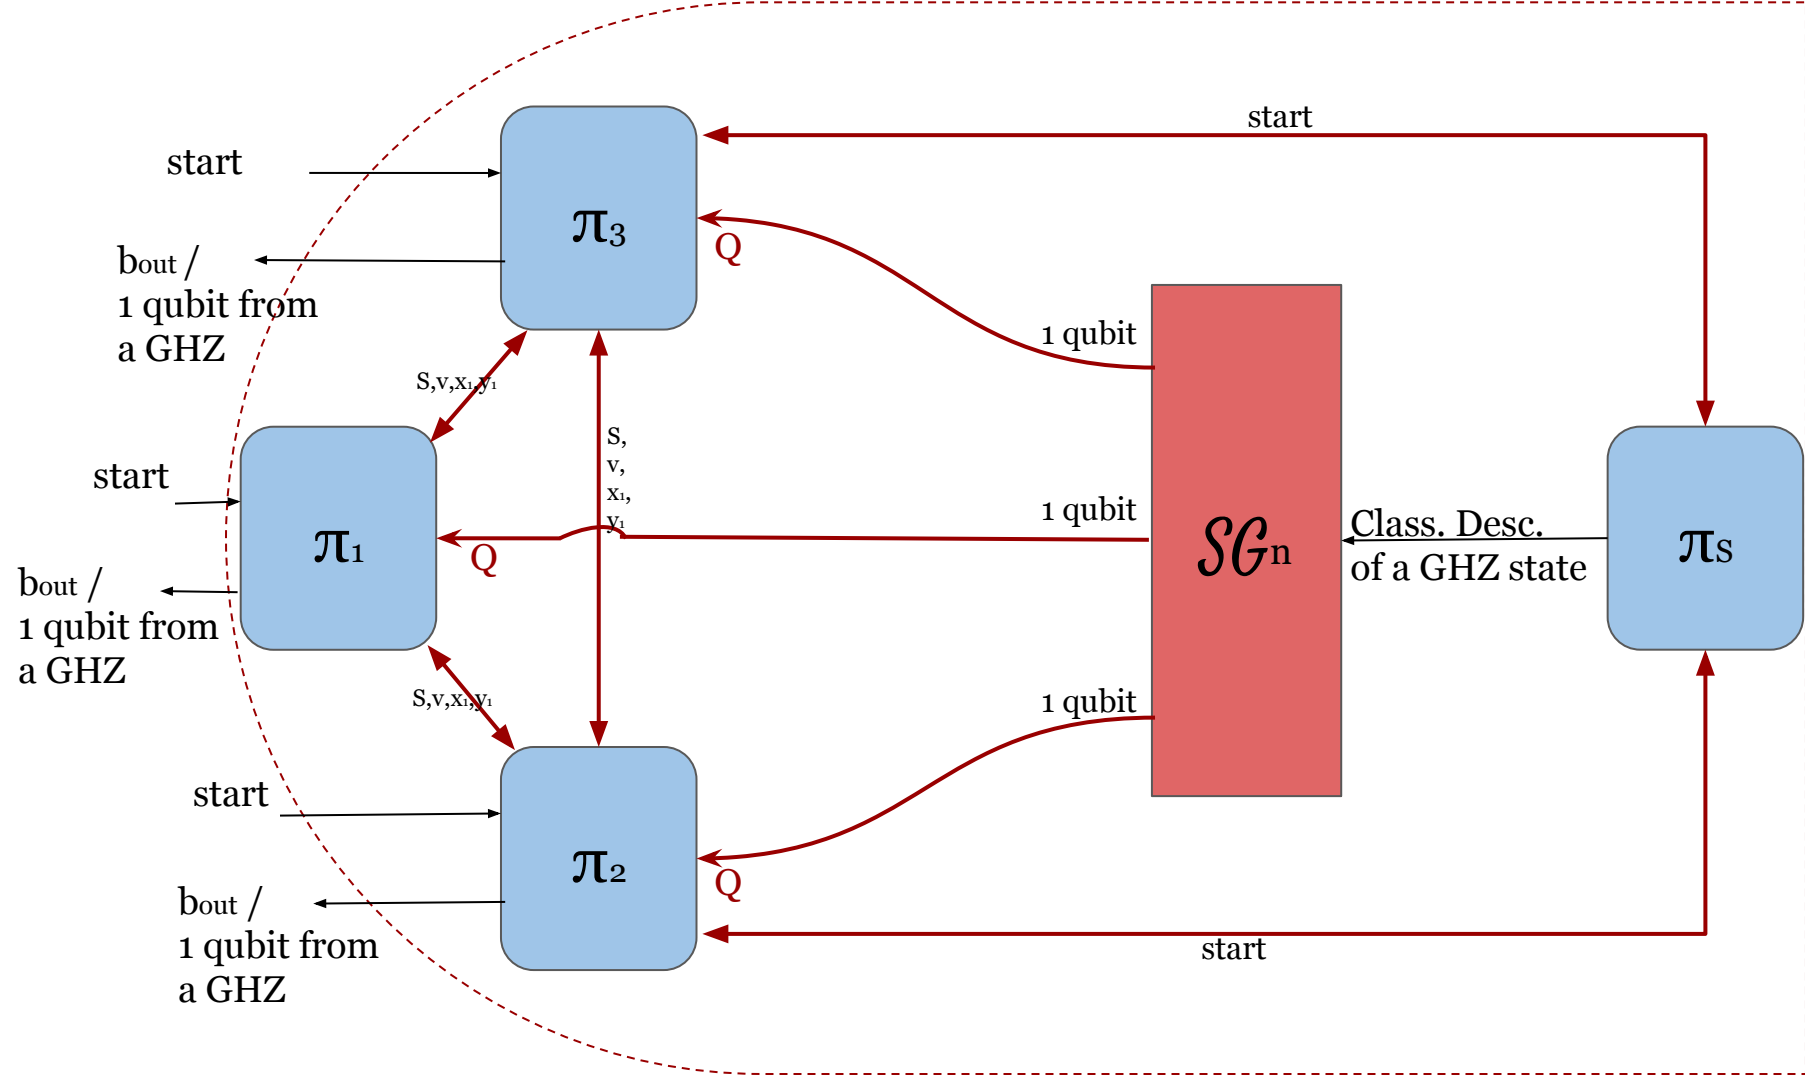 start
start
π3
Q
bout /
1 qubit from
a GHZ
1 qubit
S,v,x1,y1
s,
v,
x1,
y1
start
1 qubit
π1
Q
SGn
Class. Desc.
of a GHZ state
πS
bout /
1 qubit from
a GHZ
S,v,x1,y1
1 qubit
start
π2
Q
bout /
1 qubit from
a GHZ
start